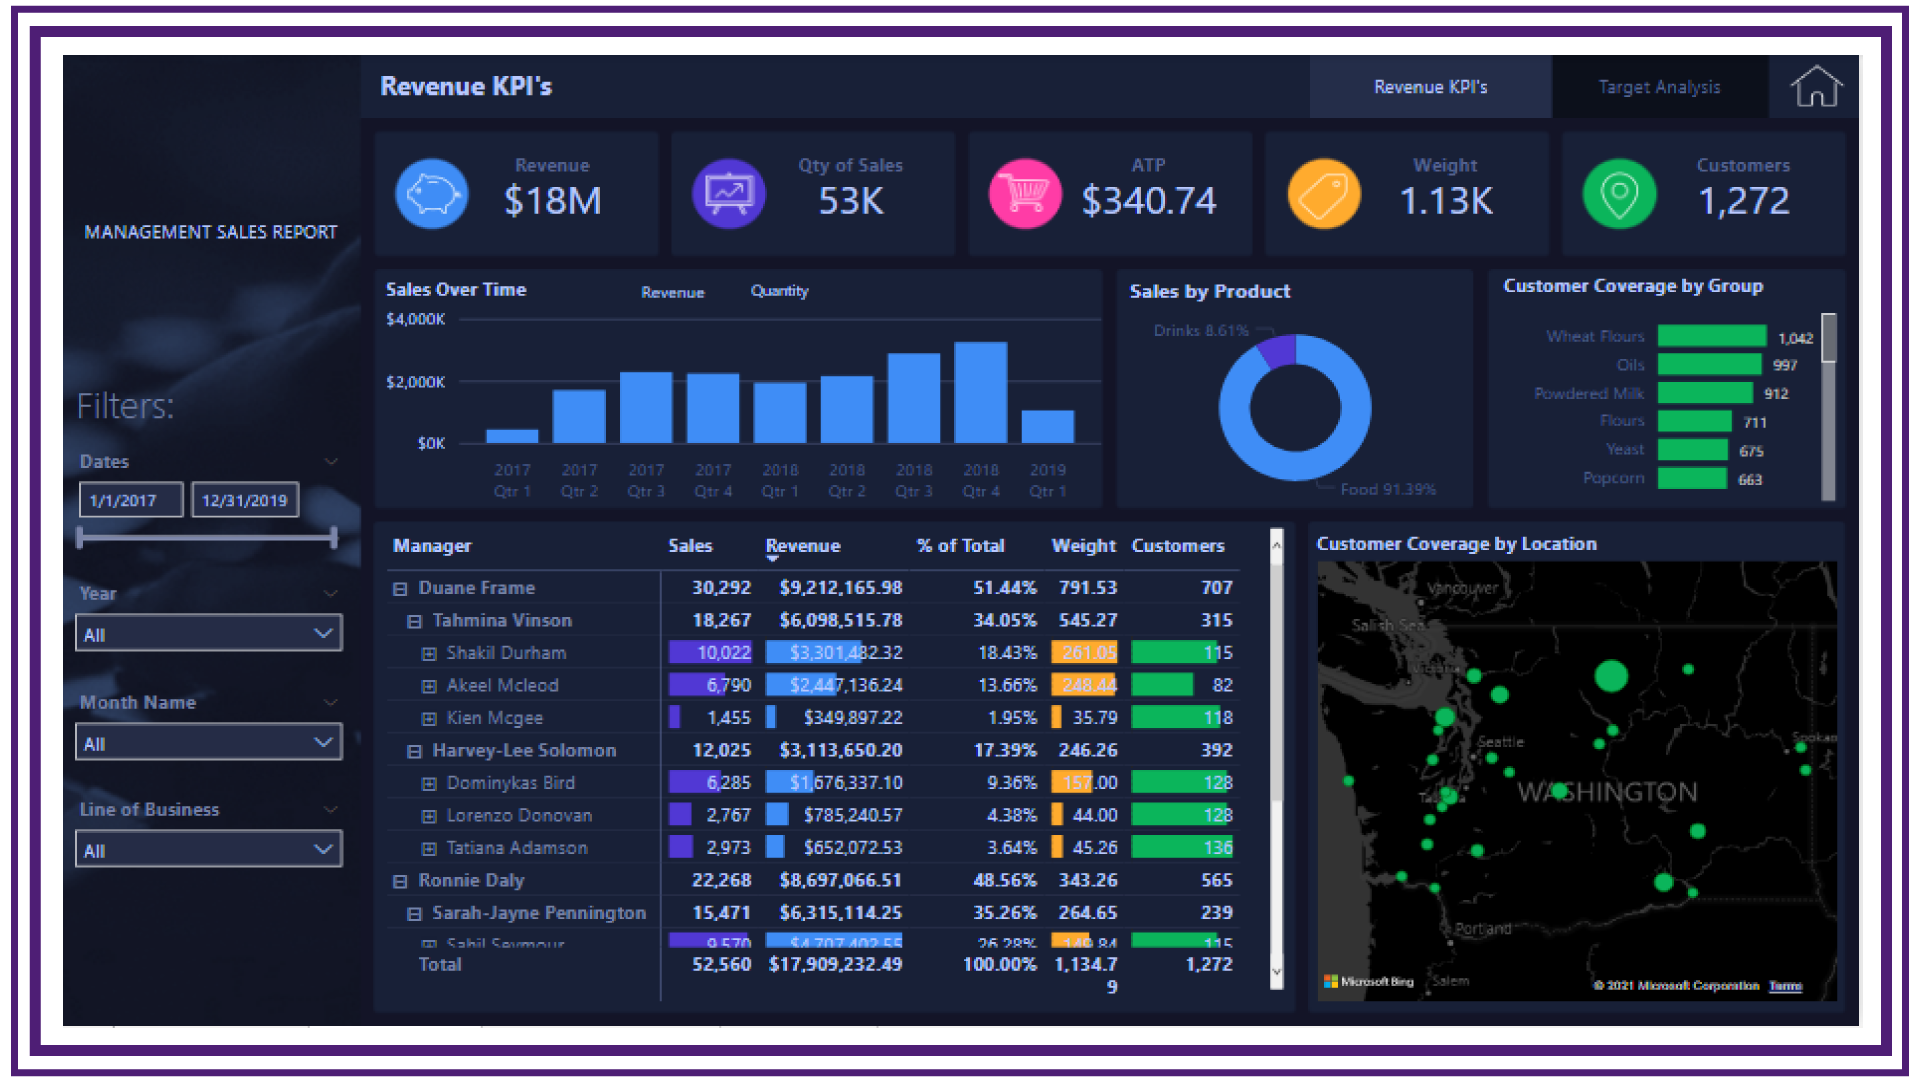 Revenue KPI's
Revenue KPI's
Target Analysis
MANAGEMENT SALES REPORT
Filters:
Dates
1/1/2017 12/31/2019
Year
All
Month Name
All
Line of Business
All
Revenue
$18M
Qty of Sales
53K
ATP
$340.74
Weight
1.13K
Customers
1,272
Sales Over Time
Revenue Quantity
$4,000K
$2,000K
$0K
2017 2017 2017 2017 2018 2018 2018 2018 2019
Qtr 1 Qtr 2 Qtr 3 Qtr 4 Qtr 1 Qtr 2 Qtr 3 Qtr 4 Qtr 1
Sales by Product
Drinks 8.61%
Food 91.39%
Customer Coverage by Group
Wheat Flours 1,042
Oils 997
Powdered Milk 912
Flours 711
Yeast 675
Popcorn 663
Manager Sales Revenue % of Total Weight Customers
Duane Frame 30,292 $9,212,165.98 51.44% 791.53 707
Tahmina Vinson 18,267 $6,098,515.78 34.05% 545.27 315
Shakil Durham 10,022 $3,301,482.32 18.43% 261.05 115
Akeel Mcleod 6,790 $2,447,136.24 13.66% 248.44 82
Kien Mcgee 1,455 $349,897.22 1.95% 35.79 118
Harvey-Lee Solomon 12,025 $3,113,650.20 17.39% 246.26 392
Dominykas Bird 6,285 $1,676,337.10 9.36% 157.00 128
Lorenzo Donovan 2,767 $785,240.57 4.38% 44.00 128
Tatiana Adamson 2,973 $652,072.53 3.64% 45.26 136
Ronnie Daly 22,268 $8,697,066.51 48.56% 343.26 565
Sarah-Jayne Pennington 15,471 $6,315,114.25 35.26% 264.65 239
Sahil Seymour 9,570 $4,707,402.55 26.28% 149.84 115
Total 52,560 $17,909,232.49 100.00% 1,134.7 1,272
9
Customer Coverage by Location
Vancouver
Salish Sea
Seattle
Spokan
WASHINGTON
Portland
Salem
Microsoft Bing
© 2021 Microsoft Corporation Terms